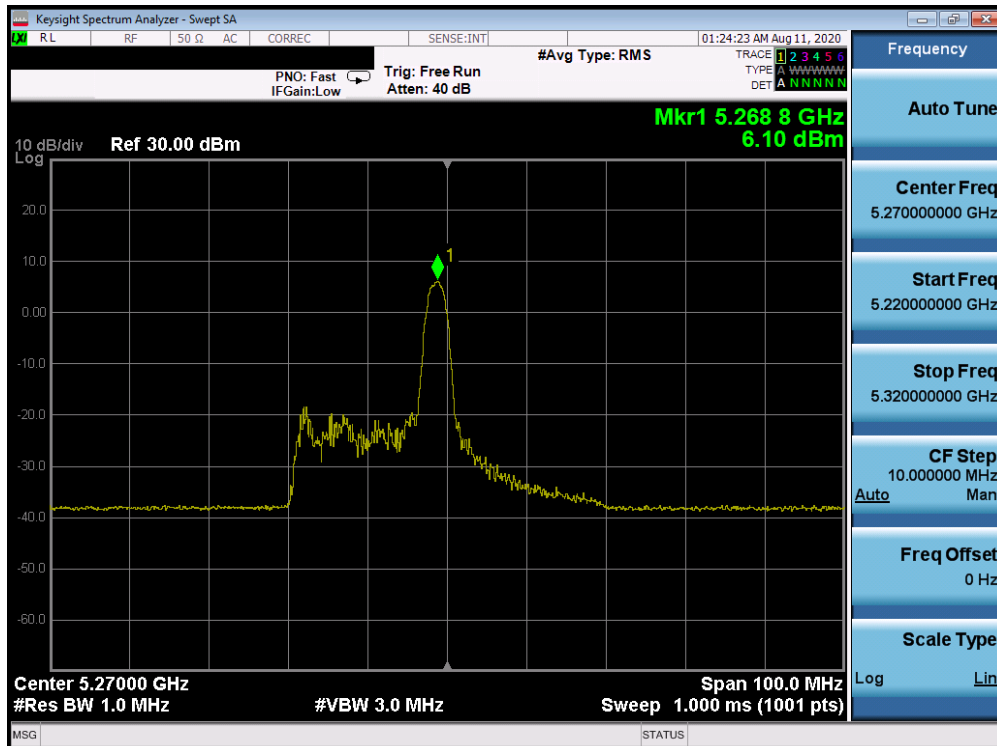 Keysight Spectrum Analyzer - Swept SA
LXI RL RF 50 Ω AC CORREC SENSE:INT 01:24:23 AM Aug 11, 2020
#Avg Type: RMS TRACE 1 2 3 4 5 6
PNO: Fast Trig: Free Run TYPE A WWWWW
IFGain:Low Atten: 40 dB DET A N N N N N
Mkr1 5.268 8 GHz
6.10 dBm
10 dB/div Ref 30.00 dBm
Log
20.0
1
10.0
0.00
-10.0
-20.0
-30.0
-40.0
-50.0
-60.0
Center 5.27000 GHz Span 100.0 MHz
#Res BW 1.0 MHz #VBW 3.0 MHz Sweep 1.000 ms (1001 pts)
MSG STATUS
Frequency
Auto Tune
Center Freq
5.270000000 GHz
Start Freq
5.220000000 GHz
Stop Freq
5.320000000 GHz
CF Step
10.000000 MHz
Auto Man
Freq Offset
0 Hz
Scale Type
Log Lin